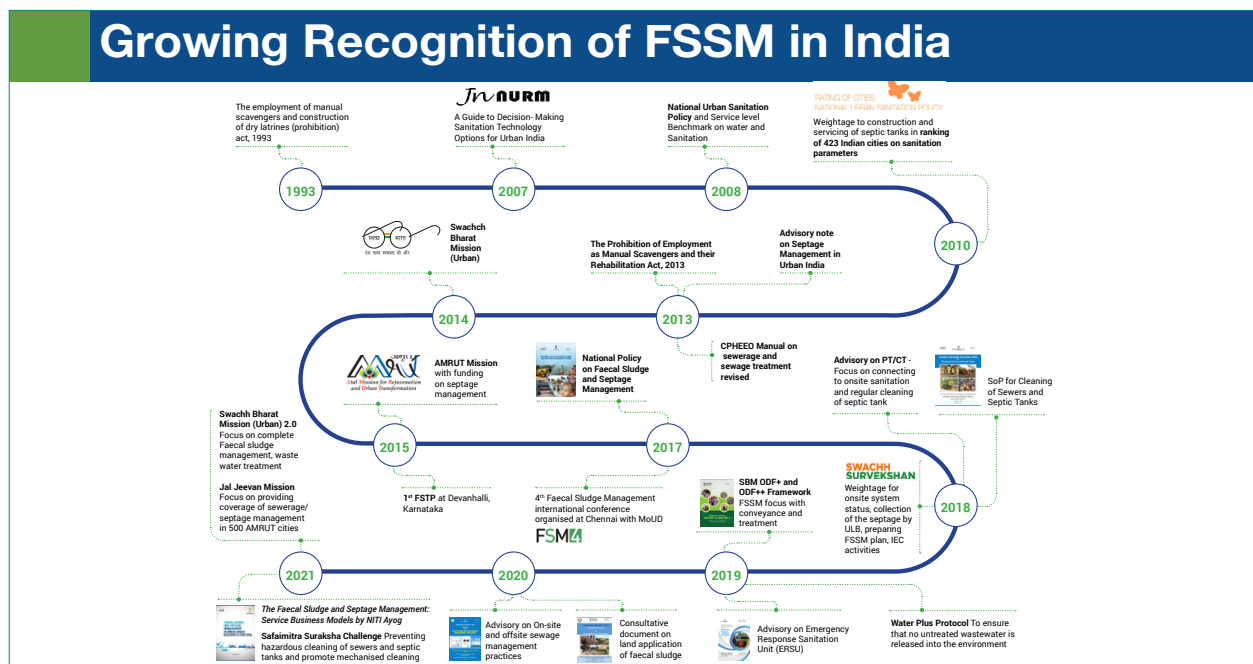 Growing Recognition of FSSM in India
The employment of manual
scavengers and construction
of dry latrines (prohibition)
act, 1993
1993
Jn NURM
A Guide to Decision- Making
Sanitation Technology
Options for Urban India
2007
National Urban Sanitation
Policy and Service level
Benchmark on water and
Sanitation
2008
RATING OF CITIES:
NATIONAL URBAN SANITATION POLICY
Weightage to construction and
servicing of septic tanks in ranking
of 423 Indian cities on sanitation
parameters
2010
स्वच्छ भारत
एक कदम स्वच्छता की ओर
Swachch
Bharat
Mission
(Urban)
2014
The Prohibition of Employment
as Manual Scavengers and their
Rehabilitation Act, 2013
Advisory note
on Septage
Management in
Urban India
2013
CPHEEO Manual on
sewerage and
sewage treatment
revised
Atal Mission for Rejuvenation
and Urban Transformation
AMRUT Mission
with funding
on septage
management
2015
1st FSTP at Devanhalli,
Karnataka
National Policy
on Faecal Sludge
and Septage
Management
2017
4th Faecal Sludge Management
international conference
organised at Chennai with MoUD
FSM4
Advisory on PT/CT -
Focus on connecting
to onsite sanitation
and regular cleaning
of septic tank
SoP for Cleaning
of Sewers and
Septic Tanks
2018
SWACHH
SURVEKSHAN
Weightage for
onsite system
status, collection
of the septage by
ULB, preparing
FSSM plan, IEC
activities
SBM ODF+ and
ODF++ Framework
FSSM focus with
conveyance and
treatment
2019
Advisory on Emergency
Response Sanitation
Unit (ERSU)
Water Plus Protocol To ensure
that no untreated wastewater is
released into the environment
2020
Advisory on On-site
and offsite sewage
management
practices
Consultative
document on
land application
of faecal sludge
Swachh Bharat
Mission (Urban) 2.0
Focus on complete
Faecal sludge
management, waste
water treatment
Jal Jeevan Mission
Focus on providing
coverage of sewerage/
septage management
in 500 AMRUT cities
2021
The Faecal Sludge and Septage Management:
Service Business Models by NITI Ayog
Safaimitra Suraksha Challenge Preventing
hazardous cleaning of sewers and septic
tanks and promote mechanised cleaning